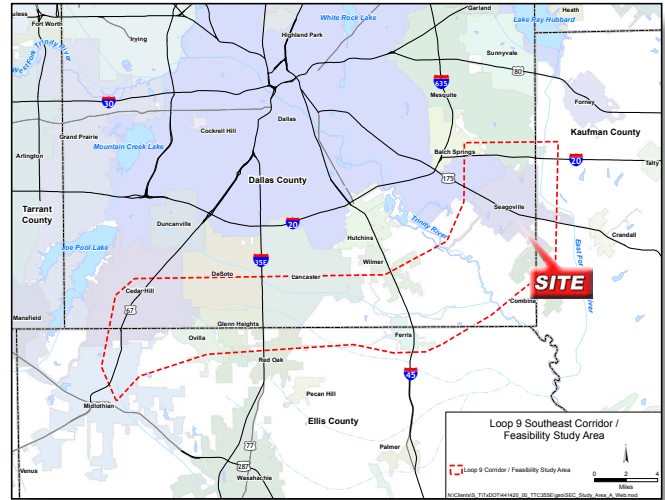 uless
Fort Worth
Irving
White Rock Lake
Garland
Heath
Lake Ray Hubbard
Highland Park
West Fork Trinity River
Sunnyvale
80
635
30
Mesquite
Forney
Dallas
Cockrell Hill
Grand Prairie
Kaufman County
Mountain Creek Lake
Arlington
Balch Springs
20
Talty
Dallas County
175
Tarrant
County
Seagoville
Duncanville
20
Trinity River
Crandall
Hutchins
Joe Pool Lake
Wilmer
355
DeSoto
Lancaster
East Fo
River
SITE
Cedar Hill
Combine
67
Mansfield
Glenn Heights
Ovilla
Ferris
Red Oak
45
Pecan Hill
Midlothian
Ellis County
Loop 9 Southeast Corridor /
Feasibility Study Area
77
Palmer
Loop 9 Corridor / Feasibility Study Area
287
Venus
Waxahachie
0 2 4
Miles